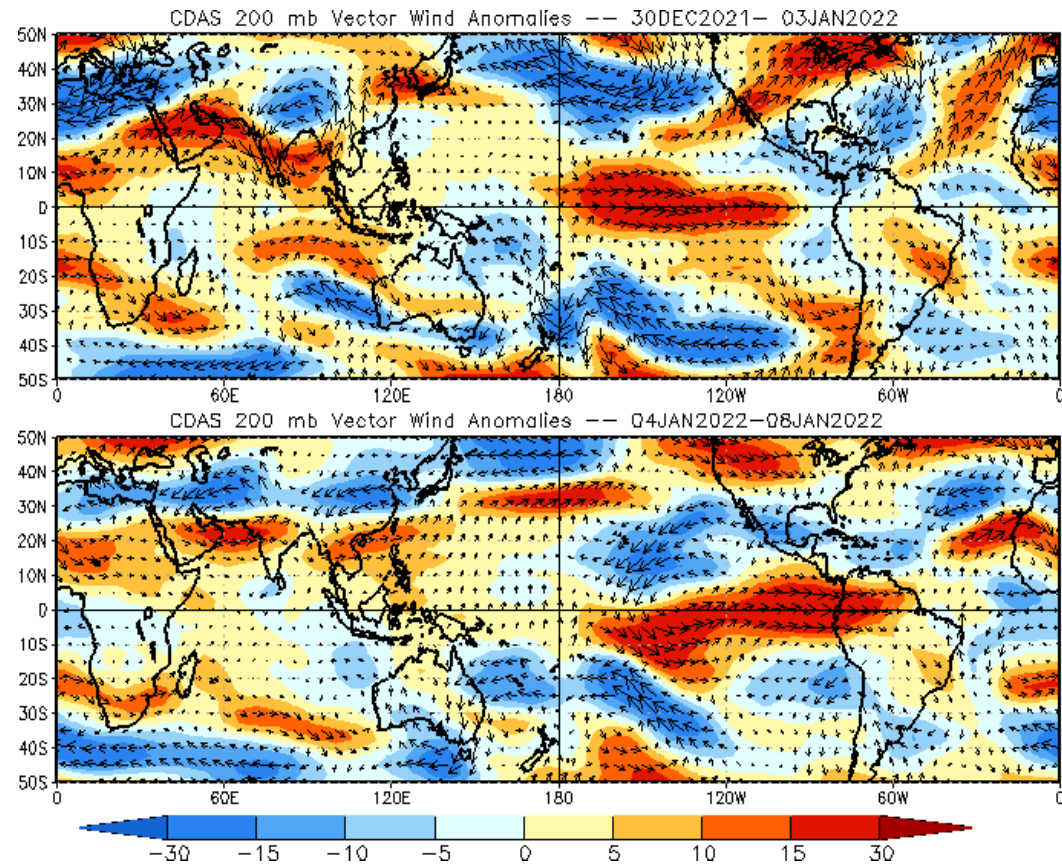 CDAS 200 mb Vector Wind Anomalies -- 30DEC2021- 03JAN2022
50N
40N
30N
20N
10N
0
10S
20S
30S
40S
50S
0 60E 120E 180 120W 60W 0
CDAS 200 mb Vector Wind Anomalies -- 04JAN2022-08JAN2022
50N
40N
30N
20N
10N
0
10S
20S
30S
40S
50S
0 60E 120E 180 120W 60W 0
-30 -15 -10 -5 0 5 10 15 30